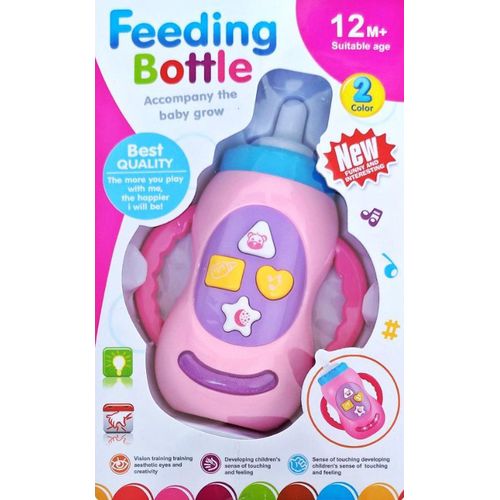 Feeding
Bottle
Accompany the
baby grow
12M+
Suitable age
2
Color
Best
QUALITY
The more you play
with me,
the happier
i will be!
New
FUNNY AND
INTERESTING
Vision training training
aesthetic eyes and
creativity
Developing children's
sense of touching
and feeling
Sense of touching developing
children's sense of touching
and feeling